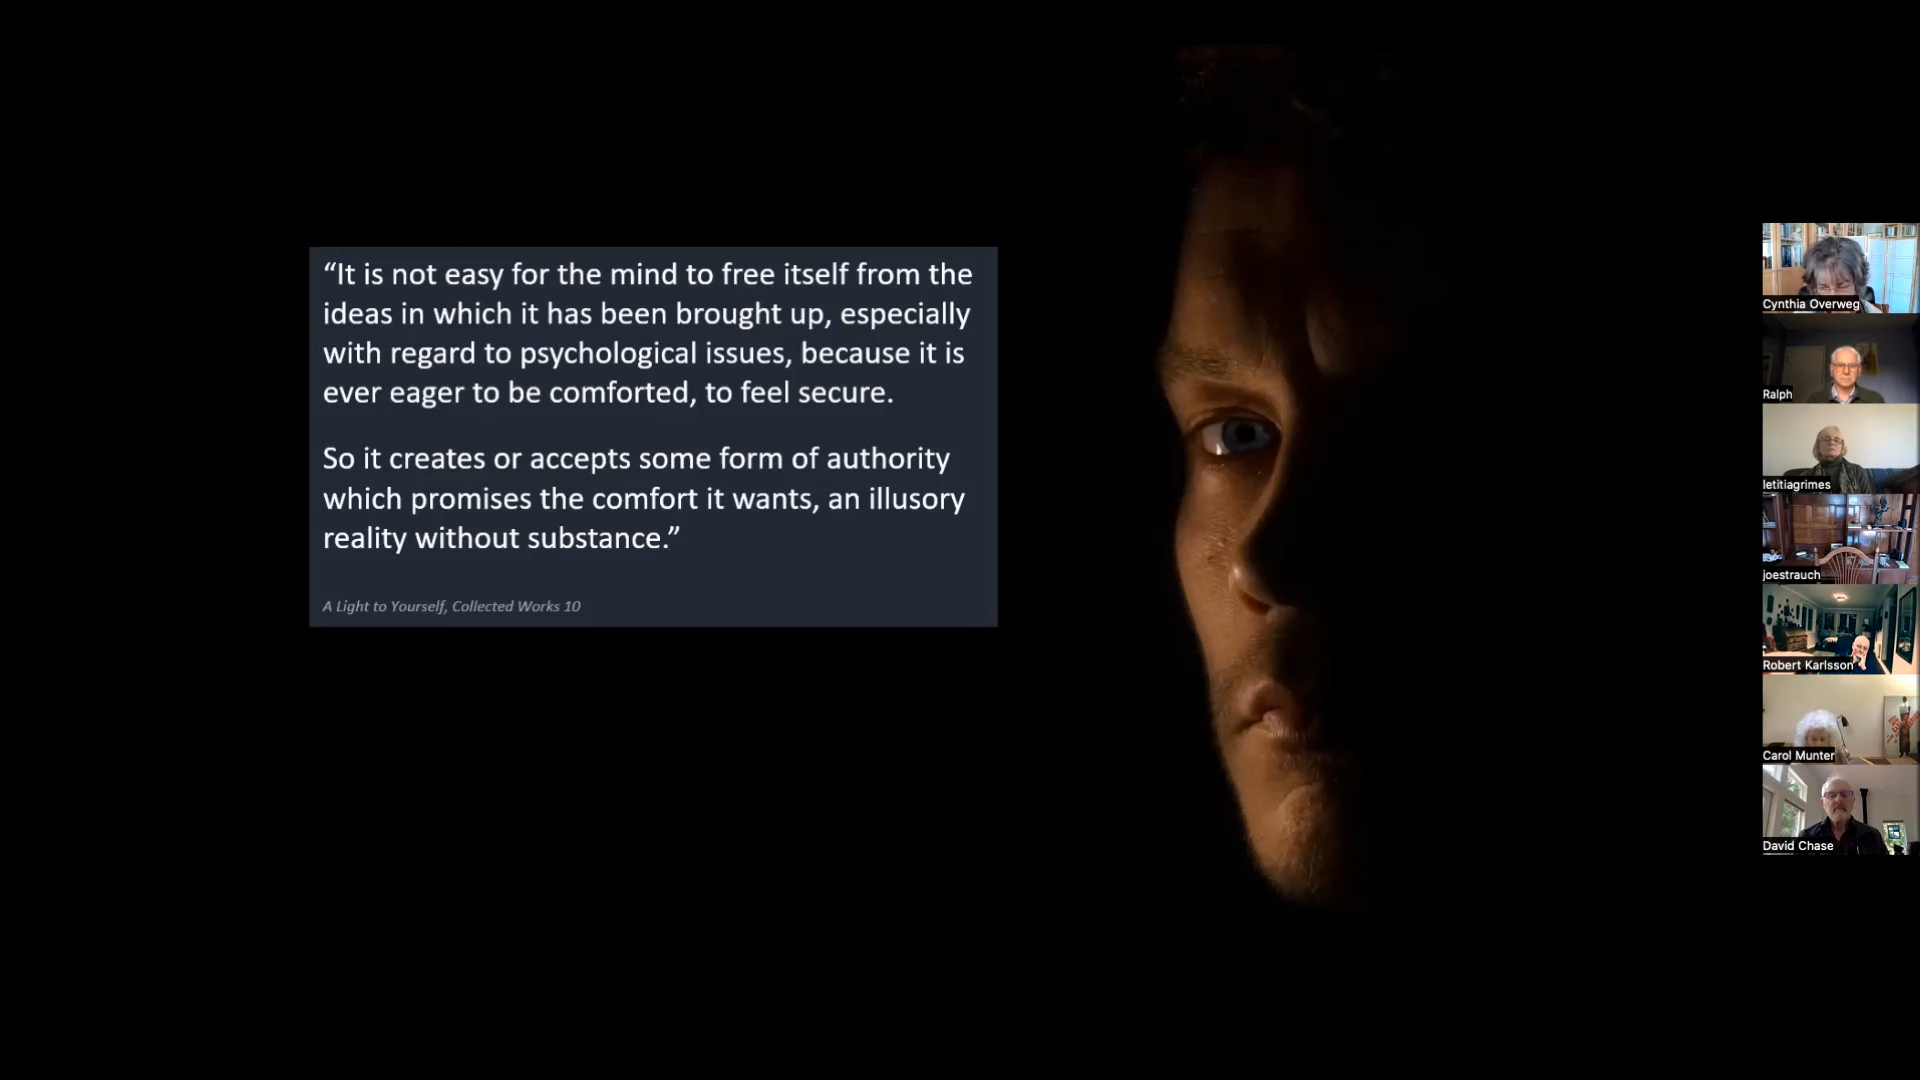 “It is not easy for the mind to free itself from the
ideas in which it has been brought up, especially
with regard to psychological issues, because it is
ever eager to be comforted, to feel secure.
So it creates or accepts some form of authority
which promises the comfort it wants, an illusory
reality without substance.”
A Light to Yourself, Collected Works 10
Cynthia Overweg
Ralph
letitiagrimes
joestrauch
Robert Karlsson
Carol Munter
David Chase